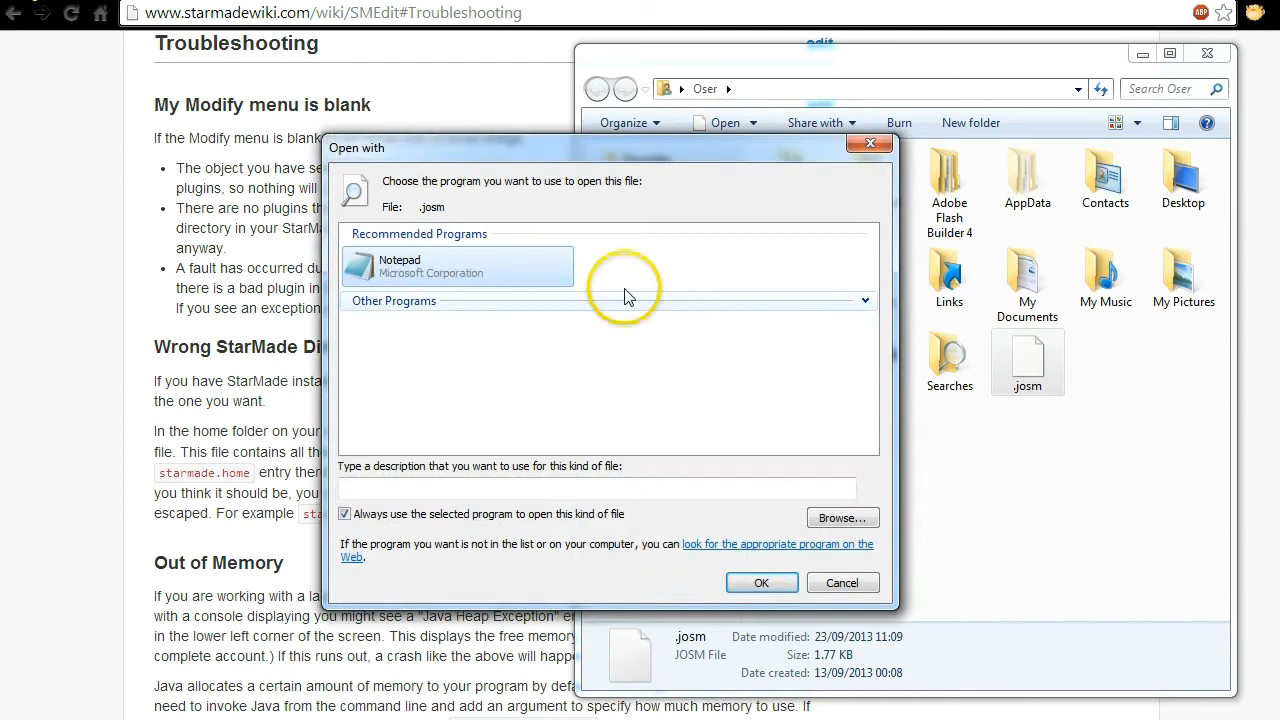 www.starmadewiki.com/wiki/SMEdit#Troubleshooting
ABP
Troubleshooting
edit
My Modify menu is blank
If the Modify menu is blank
The object you have se
plugins, so nothing will
There are no plugins th
directory in your StarMa
anyway.
A fault has occurred du
there is a bad plugin in
If you see an exception
Wrong StarMade Di
If you have StarMade insta
the one you want.
In the home folder on your
file. This file contains all th
starmade.home entry ther
you think it should be, you
escaped. For example sta
Out of Memory
If you are working with a la
with a console displaying you might see a "Java Heap Exception" e
in the lower left corner of the screen. This displays the free memory
complete account.) If this runs out, a crash like the above will happe
Java allocates a certain amount of memory to your program by defa
need to invoke Java from the command line and add an argument to specify how much memory to use. If
Oser
Search Oser
Organize
Open
Share with
Burn
New folder
Adobe
Flash
Builder 4
AppData
Contacts
Desktop
Links
My
Documents
My Music
My Pictures
Searches
.josm
.josm
JOSM File
Date modified: 23/09/2013 11:09
Size: 1.77 KB
Date created: 13/09/2013 00:08
Open with
Choose the program you want to use to open this file:
File: .josm
Recommended Programs
Notepad
Microsoft Corporation
Other Programs
Type a description that you want to use for this kind of file:
Always use the selected program to open this kind of file
Browse...
If the program you want is not in the list or on your computer, you can look for the appropriate program on the
Web.
OK
Cancel